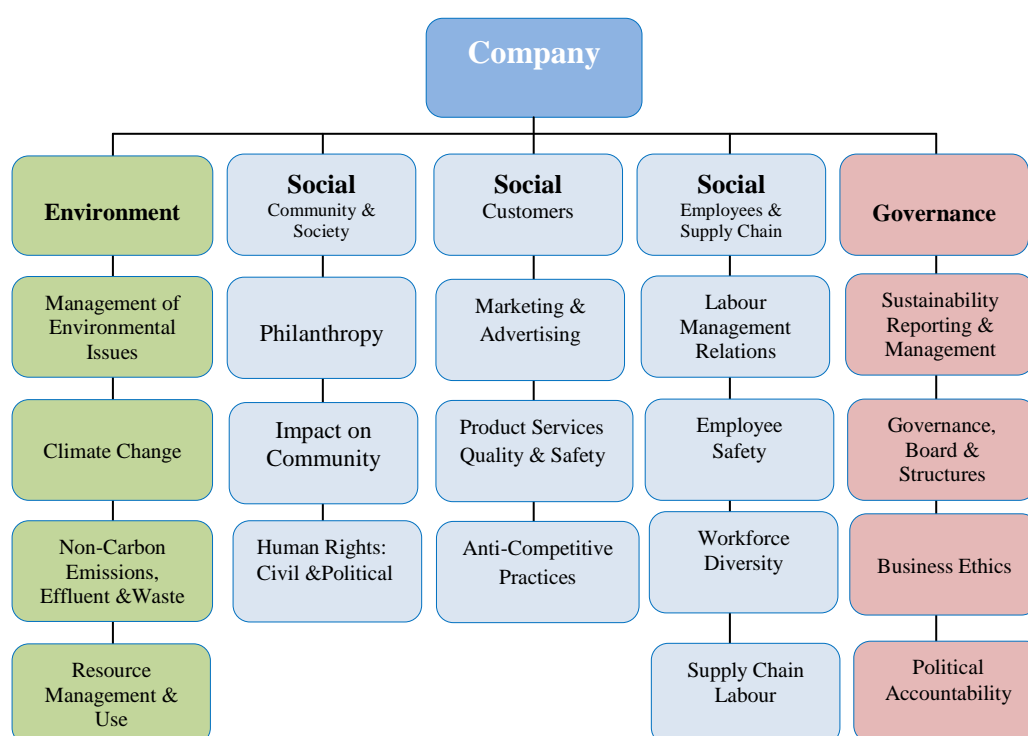 Company
Environment
Social
Community &
Society
Social
Customers
Social
Employees &
Supply Chain
Governance
Management of
Environmental
Issues
Philanthropy
Marketing &
Advertising
Labour
Management
Relations
Sustainability
Reporting &
Management
Climate Change
Impact on
Community
Product Services
Quality & Safety
Employee
Safety
Governance,
Board &
Structures
Non-Carbon
Emissions,
Effluent &Waste
Human Rights:
Civil &Political
Anti-Competitive
Practices
Workforce
Diversity
Business Ethics
Resource
Management &
Use
Supply Chain
Labour
Political
Accountability